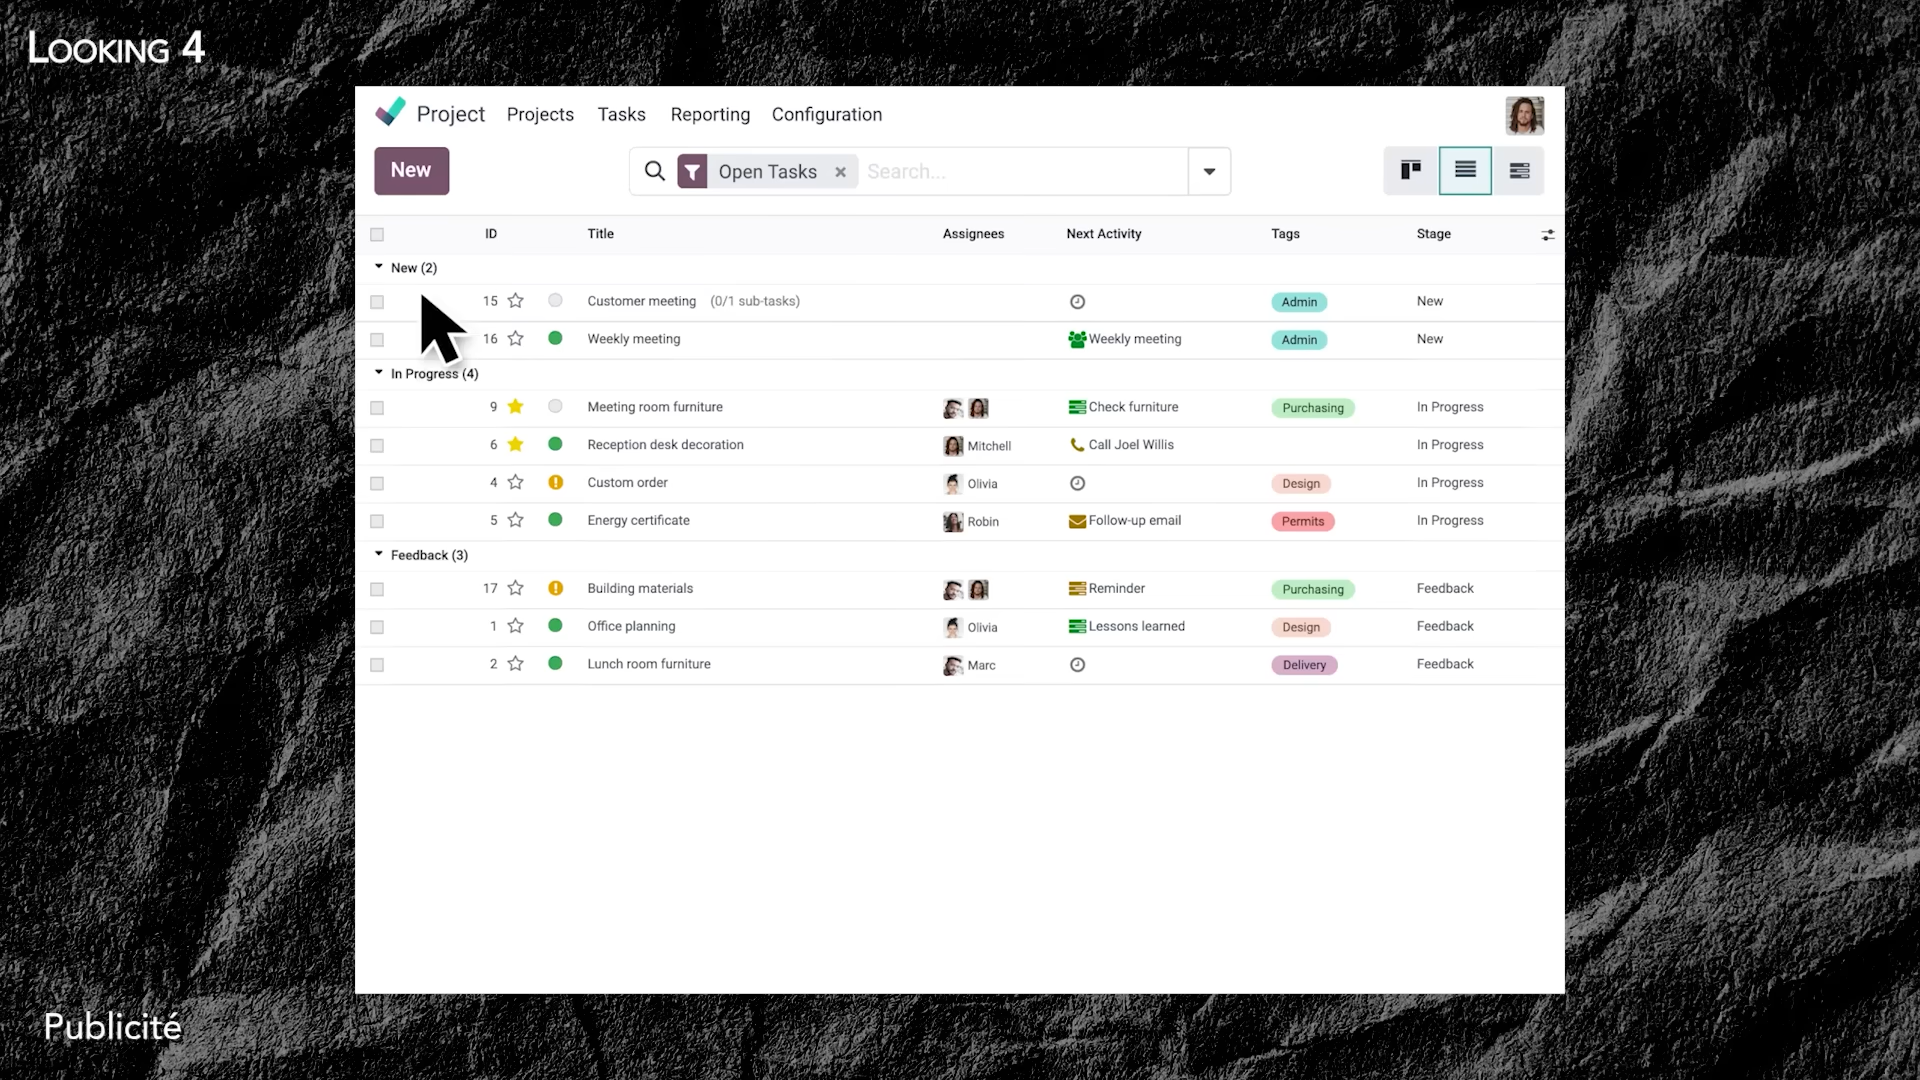 LOOKING 4
Project Projects Tasks Reporting Configuration
New Open Tasks × Search...
ID Title Assignees Next Activity Tags Stage
New (2)
15 Customer meeting (0/1 sub-tasks) Admin New
16 Weekly meeting Weekly meeting Admin New
In Progress (4)
9 Meeting room furniture Check furniture Purchasing In Progress
6 Reception desk decoration Mitchell Call Joel Willis In Progress
4 Custom order Olivia Design In Progress
5 Energy certificate Robin Follow-up email Permits In Progress
Feedback (3)
17 Building materials Reminder Purchasing Feedback
1 Office planning Olivia Lessons learned Design Feedback
2 Lunch room furniture Marc Delivery Feedback
Publicité